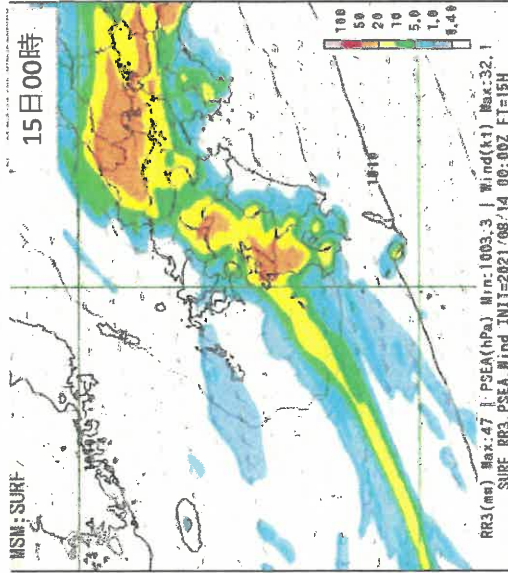 MSM:SURF
15日00時
1010
100
50
20
10
5.0
1.0
0.40
RR3(mm) Max:47 | PSEA(hPa) Min:1003.3 | Wind(kt) Max:32.1
SURF RR3 PSEA Wind INIT=2021/08/14 00:00Z FT=15H